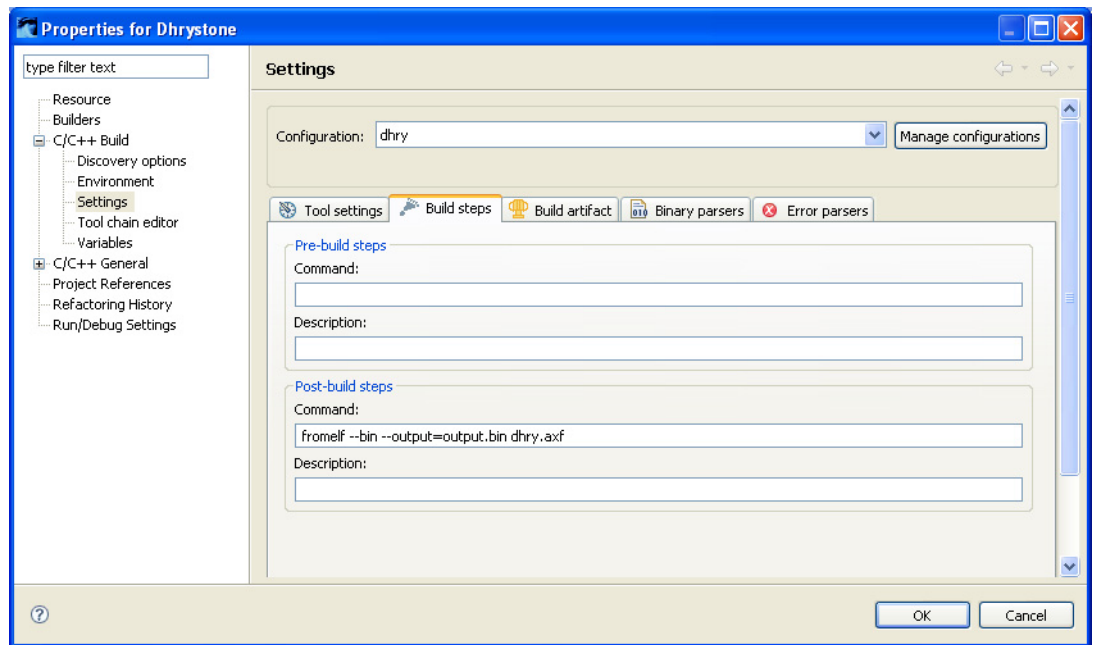 Properties for Dhrystone
type filter text
Settings
Resource
Builders
C/C++ Build
Discovery options
Environment
Settings
Tool chain editor
Variables
C/C++ General
Project References
Refactoring History
Run/Debug Settings
Configuration: dhry Manage configurations
Tool settings Build steps Build artifact Binary parsers Error parsers
Pre-build steps
Command:
Description:
Post-build steps
Command:
fromelf --bin --output=output.bin dhry.axf
Description:
OK Cancel